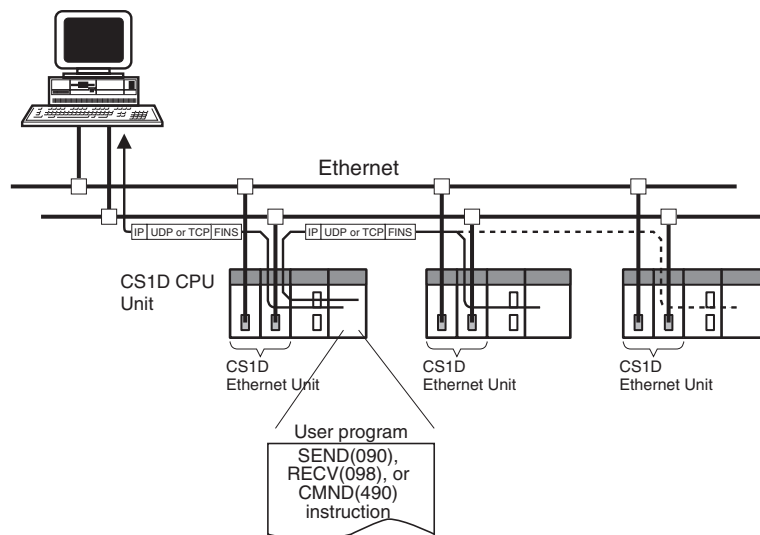 Ethernet
IP UDP or TCP FINS
IP UDP or TCP FINS
CS1D CPU
Unit
CS1D
Ethernet Unit
CS1D
Ethernet Unit
CS1D
Ethernet Unit
User program
SEND(090),
RECV(098), or
CMND(490)
instruction